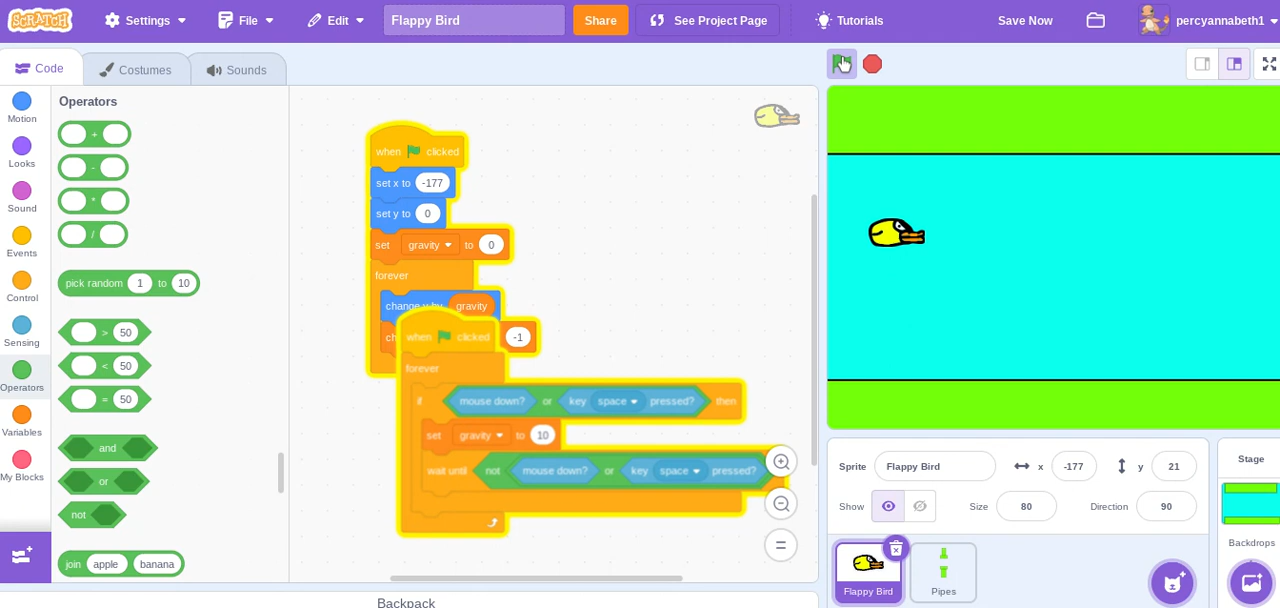 SCRATCH Settings File Edit Flappy Bird Share See Project Page Tutorials Save Now percyannabeth1
Code Costumes Sounds
Motion
Looks
Sound
Events
Control
Sensing
Operators
Variables
My Blocks
Operators
+
-
*
/
pick random 1 to 10
> 50
< 50
= 50
and
or
not
join apple banana
when clicked
set x to -177
set y to 0
set gravity to 0
forever
change y by gravity
-1
when clicked
forever
if mouse down? or key space pressed? then
set gravity to 10
wait until not mouse down? or key space pressed?
Backpack
Sprite Flappy Bird x -177 y 21
Show Size 80 Direction 90
Flappy Bird
Pipes
Stage
Backdrops